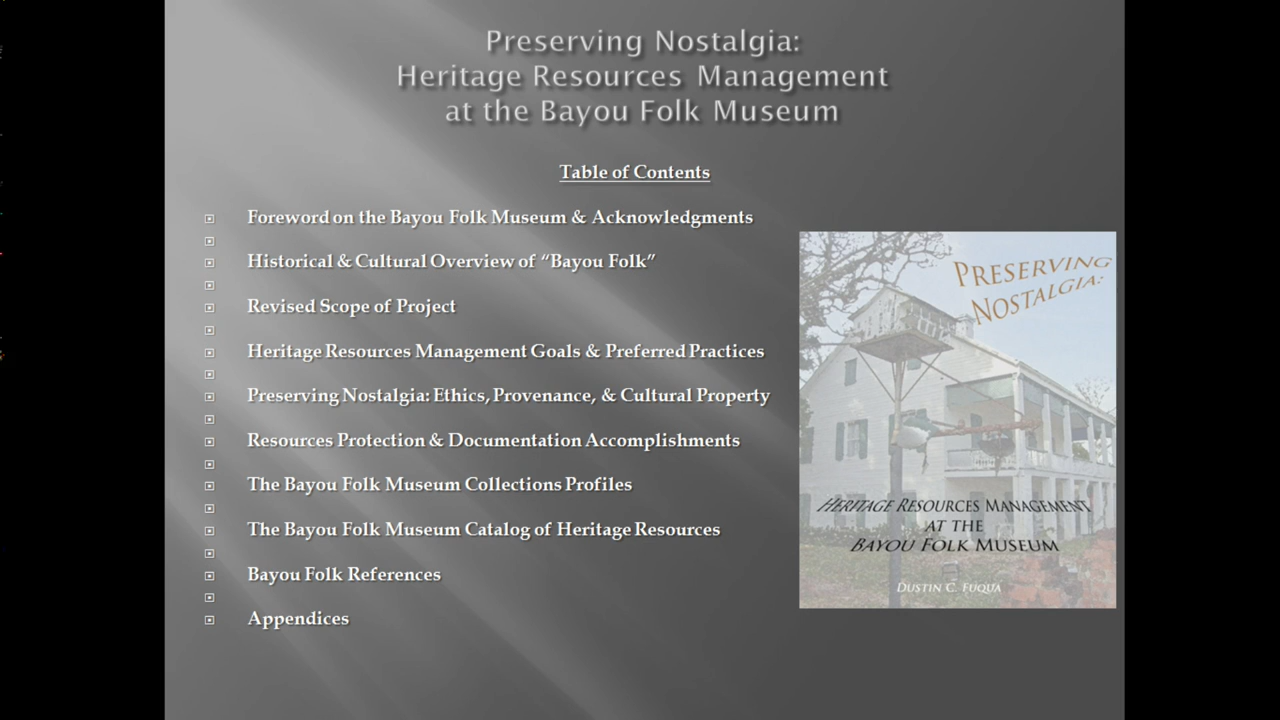 Preserving Nostalgia:
Heritage Resources Management
at the Bayou Folk Museum
Table of Contents
Foreword on the Bayou Folk Museum & Acknowledgments
Historical & Cultural Overview of “Bayou Folk”
Revised Scope of Project
Heritage Resources Management Goals & Preferred Practices
Preserving Nostalgia: Ethics, Provenance, & Cultural Property
Resources Protection & Documentation Accomplishments
The Bayou Folk Museum Collections Profiles
The Bayou Folk Museum Catalog of Heritage Resources
Bayou Folk References
Appendices
PRESERVING
NOSTALGIA:
HERITAGE RESOURCES MANAGEMENT
AT THE
BAYOU FOLK MUSEUM
DUSTIN C. FUQUA